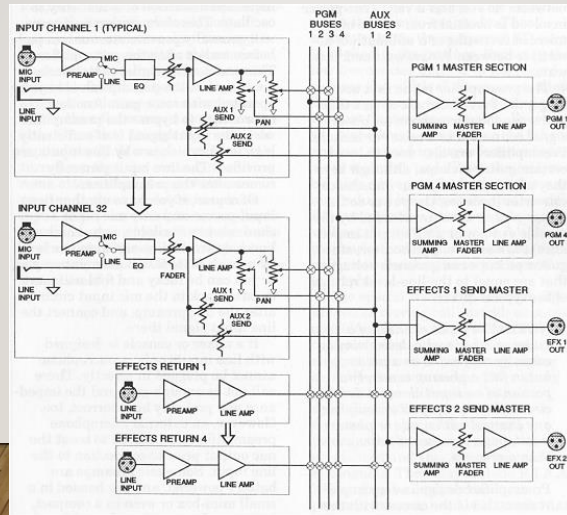 PGM
BUSES
1 2 3 4
AUX
BUSES
1 2
INPUT CHANNEL 1 (TYPICAL)
MIC
INPUT
PREAMP
MIC
LINE
EQ
LINE AMP
PAN
LINE
INPUT
AUX 1
SEND
AUX 2
SEND
INPUT CHANNEL 32
MIC
INPUT
PREAMP
MIC
LINE
EQ
FADER
LINE AMP
PAN
LINE
INPUT
AUX 1
SEND
AUX 2
SEND
EFFECTS RETURN 1
LINE
INPUT
PREAMP
LINE AMP
EFFECTS RETURN 4
LINE
INPUT
PREAMP
LINE AMP
PGM 1 MASTER SECTION
SUMMING
AMP
MASTER
FADER
LINE AMP
PGM 1
OUT
PGM 4 MASTER SECTION
SUMMING
AMP
MASTER
FADER
LINE AMP
PGM 4
OUT
EFFECTS 1 SEND MASTER
SUMMING
AMP
MASTER
FADER
LINE AMP
EFX 1
OUT
EFFECTS 2 SEND MASTER
SUMMING
AMP
MASTER
FADER
LINE AMP
EFX 2
OUT